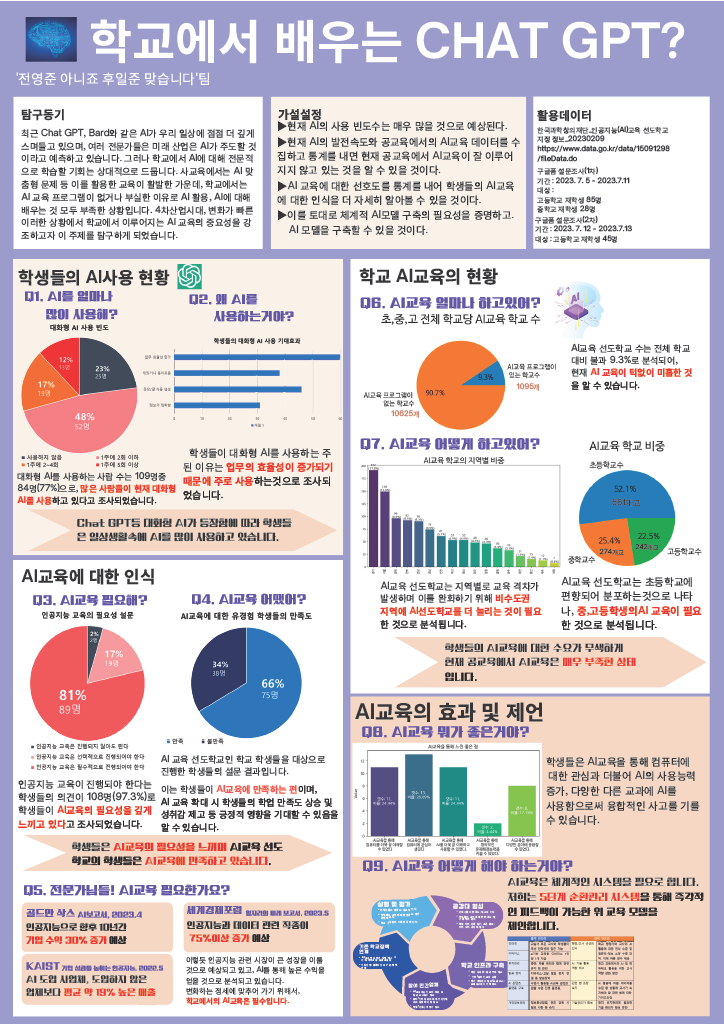 학교에서 배우는 CHAT GPT?
'전영준 아니죠 후일준 맞습니다'팀
탐구동기
최근 Chat GPT, Bard와 같은 AI가 우리 일상에 점점 더 깊게
스며들고 있으며, 여러 전문가들은 미래 산업은 AI가 주도할 것
이라고 예측하고 있습니다. 그러나 학교에서 AI에 대해 전문적
으로 학습할 기회는 상대적으로 드뭅니다. 사교육에서는 AI 맞
춤형 문제 등 이를 활용한 교육이 활발한 가운데, 학교에서는
AI 교육 프로그램이 없거나 부실한 이유로 AI 활용, AI에 대해
배우는 것 모두 부족한 상황입니다. 4차산업시대, 변화가 빠른
이러한 상황에서 학교에서 이루어지는 AI 교육의 중요성을 강
조하고자 이 주제를 탐구하게 되었습니다.
가설설정
▶현재 AI의 사용 빈도수는 매우 많을 것으로 예상된다.
▶현재 AI의 발전속도와 공교육에서의 AI교육 데이터를 수
집하고 통계를 내면 현재 공교육에서 AI교육이 잘 이루어
지지 않고 있는 것을 알 수 있을 것이다.
▶AI 교육에 대한 선호도를 통계를 내어 학생들의 AI교육
에 대한 인식을 더 자세히 알아볼 수 있을 것이다.
▶이를 토대로 체계적 AI모델 구축의 필요성을 증명하고.
AI 모델을 구축할 수 있을 것이다.
활용데이터
한국과학창의재단_인공지능(AI)교육 선도학교
지정 정보_20230209
https://www.data.go.kr/data/15091298
/fileData.do
구글폼 설문조사(1차)
기간 : 2023. 7. 5 - 2023.7.11
대상 :
고등학교 재학생 85명
중학교 재학생 28명
구글폼 설문조사(2차)
기간 : 2023. 7. 12 - 2023.7.13
대상 : 고등학교 재학생 45명
학생들의 AI사용 현황
Q1. AI를 얼마나
많이 사용해?
대화형 AI 사용 빈도
12%
13명
23%
25명
17%
19명
48%
52명
사용하지 않음
1주에 2회 이하
1주에 2~4회
1주에 5회 이상
대화형 AI를 사용하는 사람 수는 109명중
84명(77%)으로, 많은 사람들이 현재 대화형
AI를 사용하고 있다고 조사되었습니다.
Q2. 왜 AI를
사용하는거야?
학생들의 대화형 AI 사용 기대효과
업무 효율성 증가
학생들이 대화형 AI를 사용하는 주
된 이유는 업무의 효율성이 증가되기
때문에 주로 사용하는것으로 조사되
었습니다.
Chat GPT등 대화형 AI가 등장함에 따라 학생들
은 일상생활속에 AI를 많이 사용하고 있습니다.
학교 AI교육의 현황
Q6. AI교육 얼마나 하고있어?
초,중,고 전체 학교당 AI교육 학교 수
AI
9.3%
90.7%
AI교육 프로그램이
있는 학교수
1095개
AI교육 프로그램이
없는 학교수
10625개
AI교육 선도학교 수는 전체 학교
대비 불과 9.3%로 분석되어,
현재 AI 교육이 턱없이 미흡한 것
을 알 수 있습니다.
Q7. AI교육 어떻게 하고있어?
AI교육 학교의 지역별 비중
AI교육 선도학교는 지역별로 교육 격차가
발생하며 이를 완화하기 위해 비수도권
지역에 AI선도학교를 더 늘리는 것이 필요
한 것으로 분석됩니다.
AI교육 학교 비중
초등학교수
52.1%
25.4%
274개교
22.5%
242개교
중학교수
고등학교수
AI교육 선도학교는 초등학교에
편향되어 분포하는것으로 나타
나, 중,고등학생의AI 교육이 필요
한 것으로 분석됩니다.
학생들의 AI교육에 대한 수요가 무색하게
현재 공교육에서 AI교육은 매우 부족한 상태
입니다.
AI교육에 대한 인식
Q3. AI교육 필요해?
인공지능 교육의 필요성 설문
2%
17%
19명
81%
89명
인공지능 교육은 진행되지 않아도 된다
인공지능 교육은 선택적으로 진행되어야 한다
인공지능 교육은 필수적으로 진행되어야 한다
인공지능 교육이 진행되야 한다는
학생들의 의견이 108명(97.3%)로
학생들이 AI교육의 필요성을 깊게
느끼고 있다고 조사되었습니다.
Q4. AI교육 어땠어?
AI교육에 대한 유경험 학생들의 만족도
34%
38명
66%
75명
만족
불만족
AI 교육 선도학교인 학교 학생들을 대상으로
진행한 학생들의 설문 결과입니다.
이는 학생들이 AI교육에 만족하는 편이며,
AI 교육 확대 시 학생들의 학업 만족도 상승 및
성취감 제고 등 긍정적 영향을 기대할 수 있음을
알 수 있습니다.
학생들은 AI교육의 필요성을 느끼며 AI교육 선도
학교의 학생들은 AI교육에 만족하고 있습니다.
Q5. 전문가님들! AI교육 필요한가요?
골드만 삭스 AI보고서, 2023.4
인공지능으로 향후 10년간
기업 수익 30% 증가 예상
세계경제포럼 일자리의 미래 보고서, 2023.5
인공지능과 데이터 관련 직종이
75%이상 증가 예상
KAIST 기업 성과를 높이는 인공지능, 2022.5
AI 도입 사업체, 도입하지 않은
업체보다 평균 약 19% 높은 매출
이렇듯 인공지능 관련 시장이 큰 성장을 이룰
것으로 예상되고 있고, AI를 통해 높은 수익을
얻을 것으로 분석되고 있습니다.
변화하는 정세에 맞추어 가기 위해서,
학교에서의 AI교육은 필수입니다.
AI교육의 효과 및 제언
Q8. AI교육 뭐가 좋은거야?
AI교육을 통해 느낀 좋은 점
학생들은 AI교육을 통해 컴퓨터에
대한 관심과 더불어 AI의 사용능력
증가, 다양한 다른 교과에 AI를
사용함으로써 융합적인 사고를 기를
수 있습니다.
Q9. AI교육 어떻게 해야 하는거야?
AI교육은 체계적인 시스템을 필요로 합니다.
저희는 5단계 순환관리 시스템을 통해 즉각적
인 피드백이 가능한 위 교육 모델을
제안합니다.
학교 인프라 구축